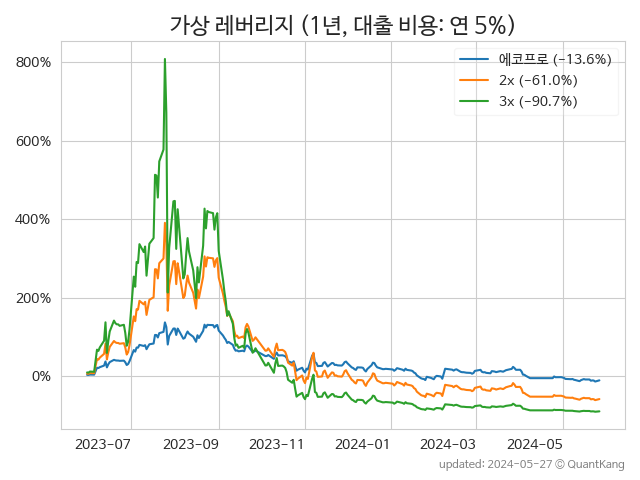 가상 레버리지 (1년, 대출 비용: 연 5%)
에코프로 (−13.6%)
2x (−61.0%)
3x (−90.7%)
800%
600%
400%
200%
0%
2023-07 2023-09 2023-11 2024-01 2024-03 2024-05
updated: 2024-05-27 © QuantKang